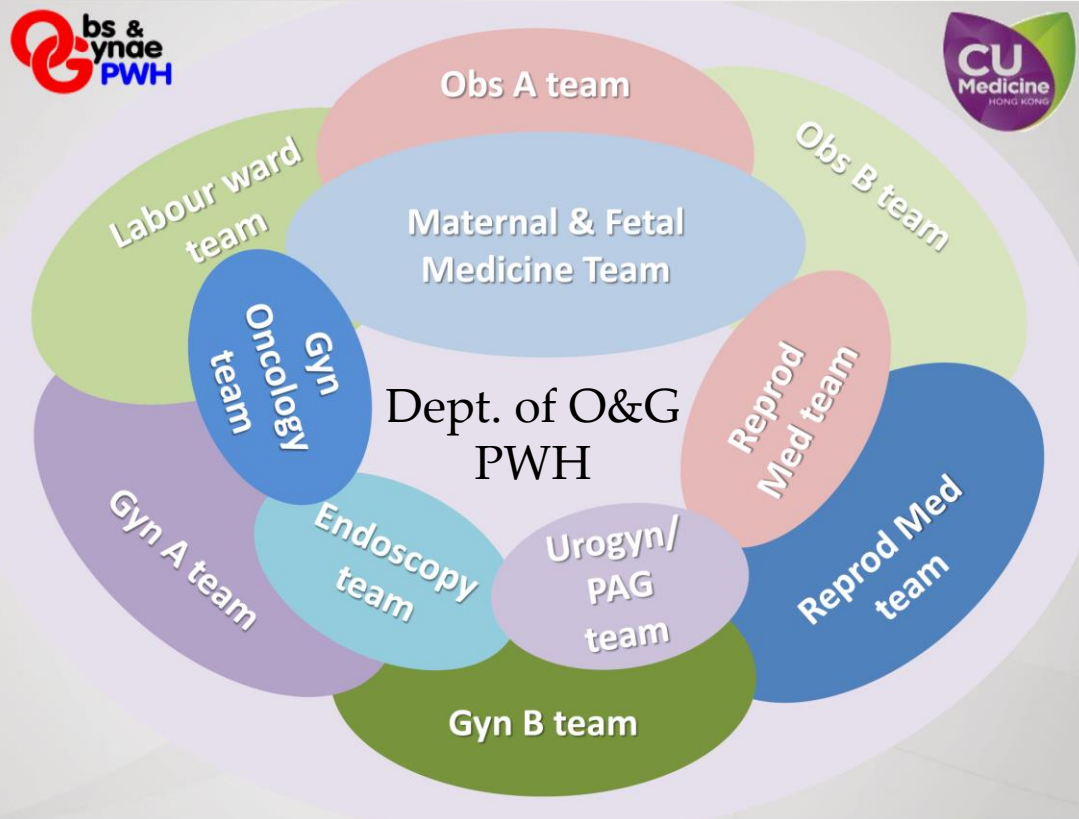 Obs &
Gynae
PWH
CU
Medicine
HONG KONG
Obs A team
Obs B team
Labour ward
team
Maternal & Fetal
Medicine Team
Gyn
Oncology
team
Dept. of O&G
PWH
Reprod
Med team
Gyn A team
Endoscopy
team
Urogyn/
PAG
team
Reprod Med
team
Gyn B team